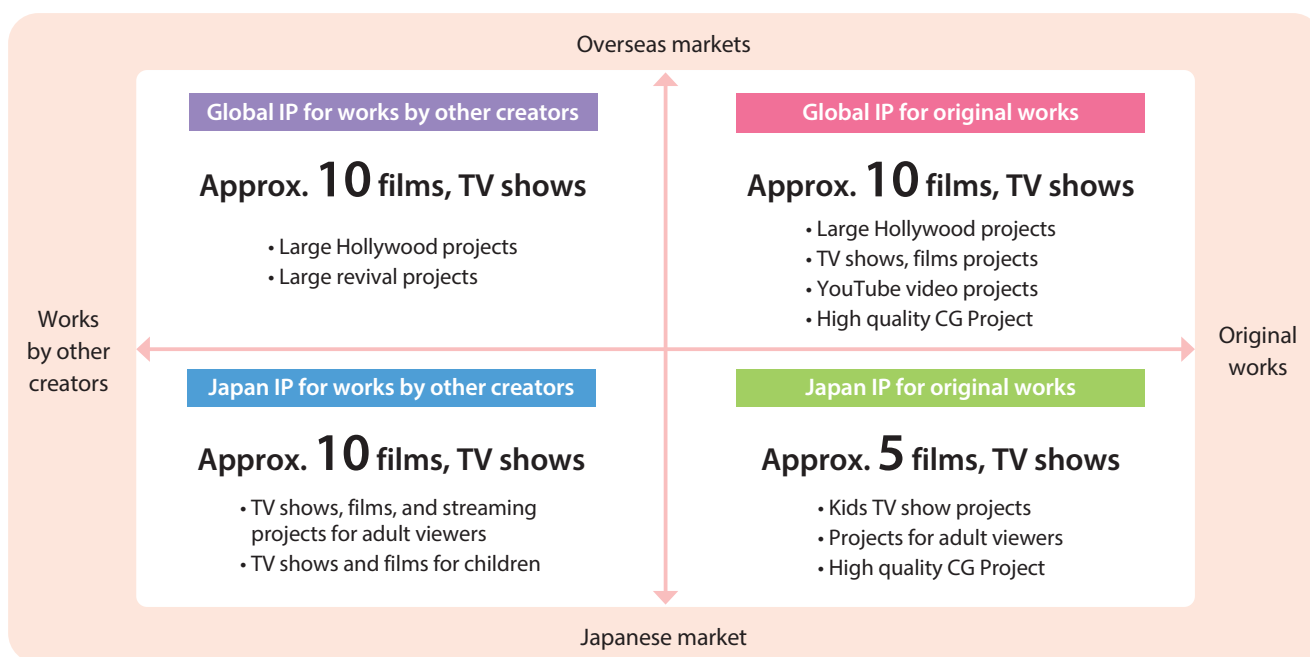 Overseas markets
Global IP for works by other creators
Approx. 10 films, TV shows
• Large Hollywood projects
• Large revival projects
Global IP for original works
Approx. 10 films, TV shows
• Large Hollywood projects
• TV shows, films projects
• YouTube video projects
• High quality CG Project
Works
by other
creators
Original
works
Japan IP for works by other creators
Approx. 10 films, TV shows
• TV shows, films, and streaming
projects for adult viewers
• TV shows and films for children
Japan IP for original works
Approx. 5 films, TV shows
• Kids TV show projects
• Projects for adult viewers
• High quality CG Project
Japanese market